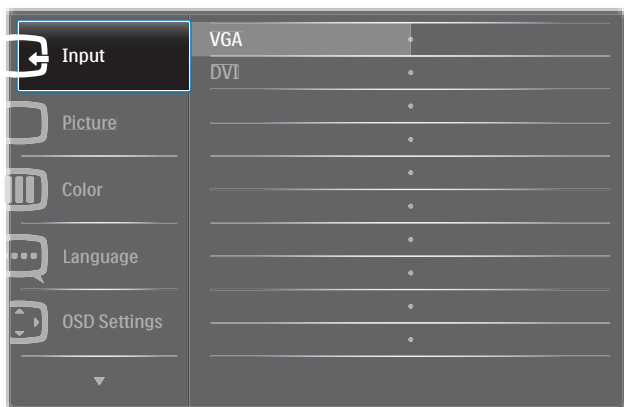 Input
VGA
DVI
Picture
Color
Language
OSD Settings